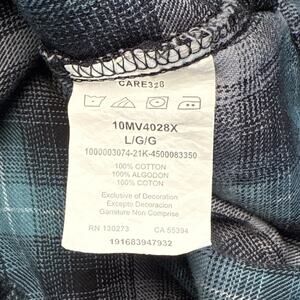 CARE328
10MV4028X
L/G/G
1000003074-21K-4500083350
100% COTTON
100% ALGODON
100% COTON
Exclusive of Decoration
Excepto Decoracion
Garniture Non Comprise
RN 130273 CA 55394
191683947932